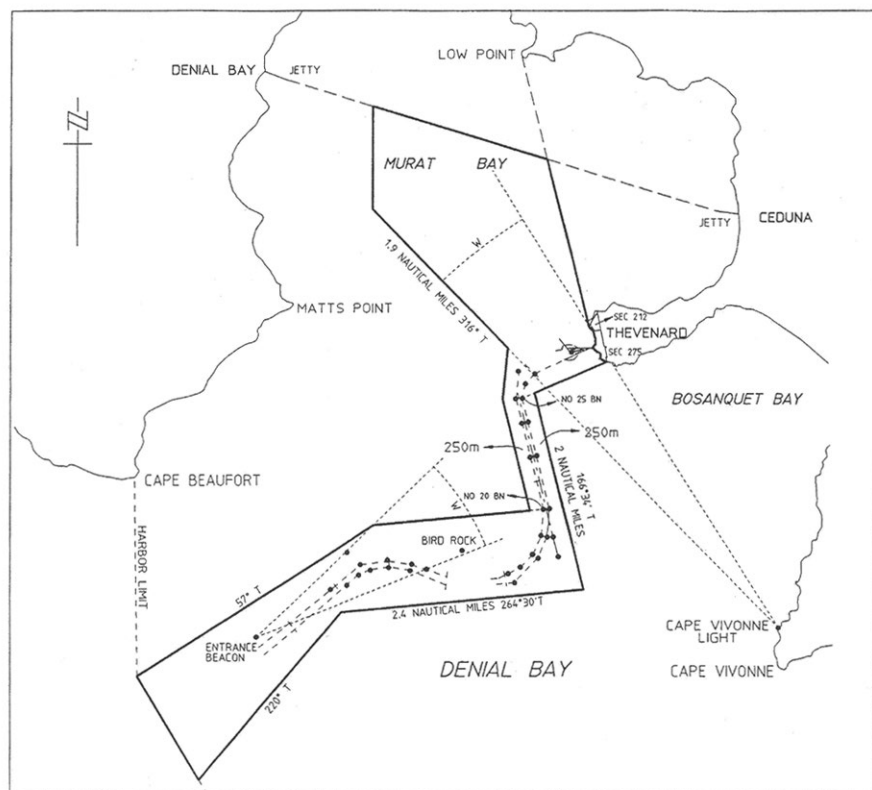 LOW POINT
DENIAL BAY
JETTY
N
MURAT BAY
JETTY
CEDUNA
W
1.9 NAUTICAL MILES 316° T
MATTS POINT
SEC 212
THEVENARD
SEC 275
NO 25 BN
BOSANQUET BAY
250m
250m
CAPE BEAUFORT
166°34' T
2 NAUTICAL MILES
NO 20 BN
W
HARBOR LIMIT
BIRD ROCK
57° T
2.4 NAUTICAL MILES 264°30'T
ENTRANCE
BEACON
CAPE VIVONNE
LIGHT
DENIAL BAY
CAPE VIVONNE
220° T